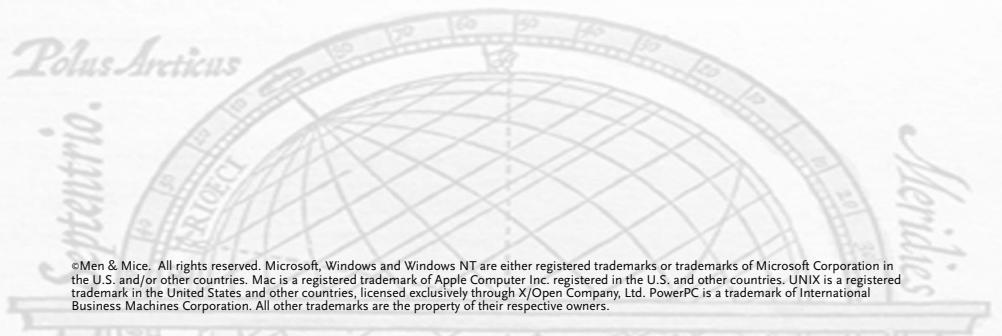 Polus Arcticus
Septentrio.
PERIOECI
Meridies
©Men & Mice.  All rights reserved. Microsoft, Windows and Windows NT are either registered trademarks or trademarks of Microsoft Corporation in
the U.S. and/or other countries. Mac is a registered trademark of Apple Computer Inc. registered in the U.S. and other countries. UNIX is a registered
trademark in the United States and other countries, licensed exclusively through X/Open Company, Ltd. PowerPC is a trademark of International
Business Machines Corporation. All other trademarks are the property of their respective owners.